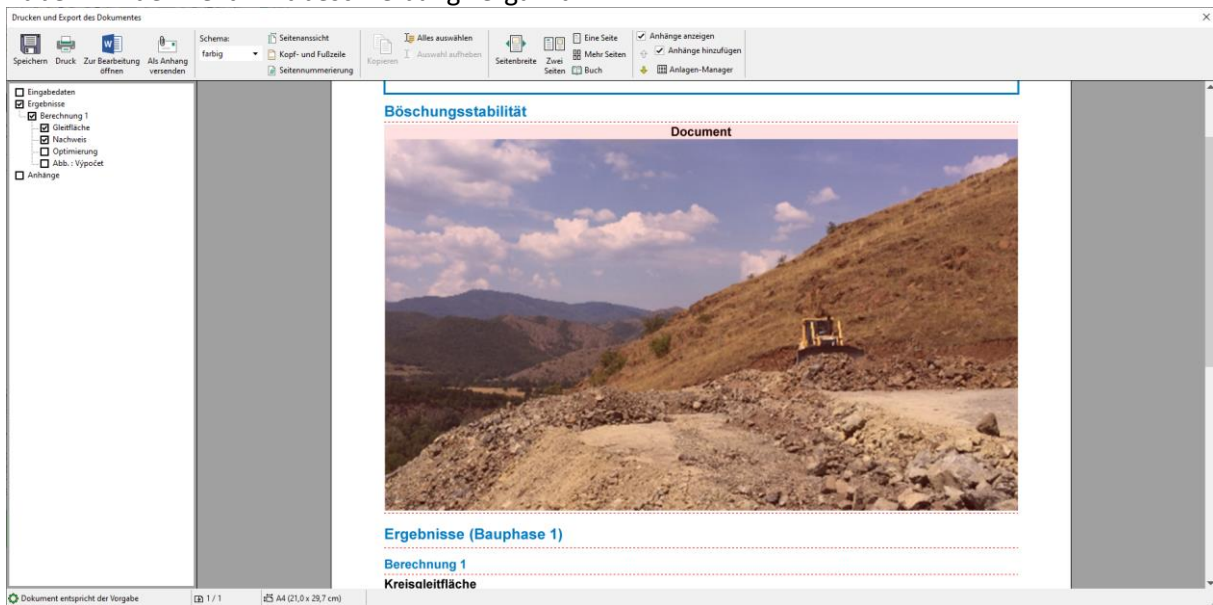 Drucken und Export des Dokumentes
Speichern
Druck
Zur Bearbeitung
öffnen
Als Anhang
versenden
Schema:
farbig
Seitenanssicht
Kopf- und Fußzeile
Seitennummerierung
Kopieren
Alles auswählen
Auswahl aufheben
Seitenbreite
Zwei
Seiten
Eine Seite
Mehr Seiten
Buch
Anhänge anzeigen
Anhänge hinzufügen
Anlagen-Manager
Eingabedaten
Ergebnisse
Berechnung 1
Gleitfläche
Nachweis
Optimierung
Abb. : Výpočet
Anhänge
Böschungsstabilität
Document
Ergebnisse (Bauphase 1)
Berechnung 1
Kreisgleitfläche
Dokument entspricht der Vorgabe
1 / 1
A4 (21,0 x 29,7 cm)